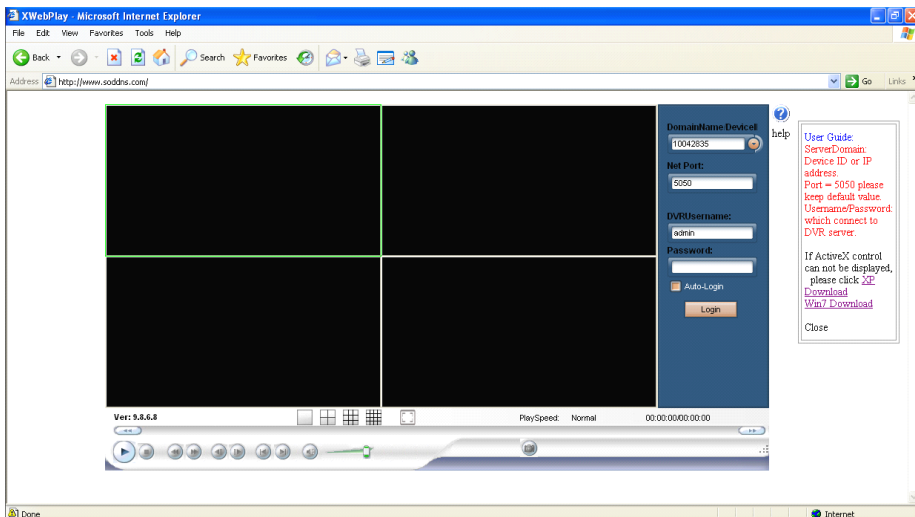 XWebPlay - Microsoft Internet Explorer
File Edit View Favorites Tools Help
Back Search Favorites
Address http://www.soddns.com/ Go Links
DomainName/DeviceI
10042835
Net Port:
5050
DVRUsername:
admin
Password:
Auto-Login
Login
help
User Guide:
ServerDomain:
Device ID or IP
address.
Port = 5050 please
keep default value.
Username/Password:
which connect to
DVR server.
If ActiveX control
can not be displayed,
please click XP
Download
Win7 Download
Close
Ver: 9.8.6.8 PlaySpeed: Normal 00:00:00/00:00:00
Done Internet